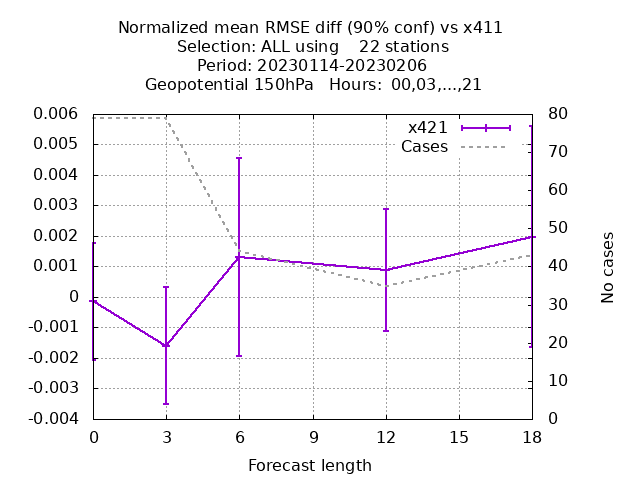 Normalized mean RMSE diff (90% conf) vs x411
Selection: ALL using    22 stations
Period: 20230114-20230206
Geopotential 150hPa   Hours:  00,03,...,21
x421
Cases
0.006
0.005
0.004
0.003
0.002
0.001
0
-0.001
-0.002
-0.003
-0.004
80
70
60
50
40
30
20
10
0
No cases
0 3 6 9 12 15 18
Forecast length